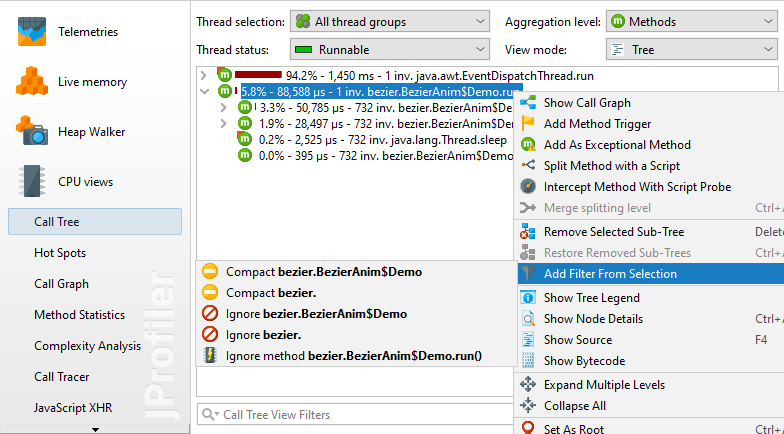 Telemetries
Live memory
Heap Walker
CPU views
Call Tree
Hot Spots
Call Graph
Method Statistics
Complexity Analysis
Call Tracer
JavaScript XHR
JProfiler
Thread selection: All thread groups
Aggregation level: Methods
Thread status: Runnable
View mode: Tree
94.2% - 1,450 ms - 1 inv. java.awt.EventDispatchThread.run
5.8% - 88,588 µs - 1 inv. bezier.BezierAnim$Demo.run
3.3% - 50,785 µs - 732 inv. bezier.BezierAnim$Demo
1.9% - 28,497 µs - 732 inv. bezier.BezierAnim$Demo
0.2% - 2,525 µs - 732 inv. java.lang.Thread.sleep
0.0% - 395 µs - 732 inv. bezier.BezierAnim$Demo
Show Call Graph
Add Method Trigger
Add As Exceptional Method
Split Method with a Script
Intercept Method With Script Probe
Merge splitting level Ctrl+A
Remove Selected Sub-Tree Delete
Restore Removed Sub-Trees Ctrl+A
Add Filter From Selection
Show Tree Legend
Show Node Details Ctrl+A
Show Source F4
Show Bytecode
Expand Multiple Levels
Collapse All
Set As Root Ctrl+A
Compact bezier.BezierAnim$Demo
Compact bezier.
Ignore bezier.BezierAnim$Demo
Ignore bezier.
Ignore method bezier.BezierAnim$Demo.run()
Call Tree View Filters